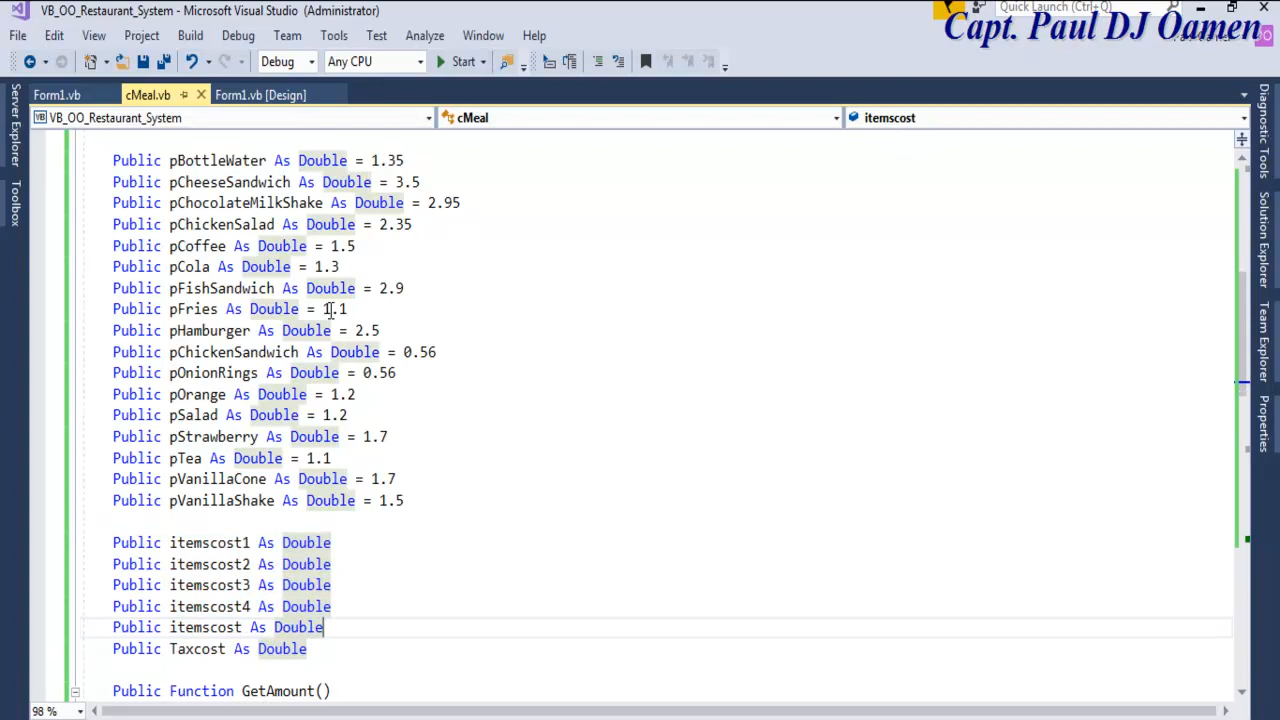 VB_OO_Restaurant_System - Microsoft Visual Studio (Administrator)
Quick Launch (Ctrl+Q)
Capt. Paul DJ Oamen
File Edit View Project Build Debug Team Tools Test Analyze Window Help
Debug Any CPU Start
Form1.vb cMeal.vb Form1.vb [Design]
VB_OO_Restaurant_System cMeal itemscost
Public pBottleWater As Double = 1.35
Public pCheeseSandwich As Double = 3.5
Public pChocolateMilkShake As Double = 2.95
Public pChickenSalad As Double = 2.35
Public pCoffee As Double = 1.5
Public pCola As Double = 1.3
Public pFishSandwich As Double = 2.9
Public pFries As Double = 1.1
Public pHamburger As Double = 2.5
Public pChickenSandwich As Double = 0.56
Public pOnionRings As Double = 0.56
Public pOrange As Double = 1.2
Public pSalad As Double = 1.2
Public pStrawberry As Double = 1.7
Public pTea As Double = 1.1
Public pVanillaCone As Double = 1.7
Public pVanillaShake As Double = 1.5
Public itemscost1 As Double
Public itemscost2 As Double
Public itemscost3 As Double
Public itemscost4 As Double
Public itemscost As Double
Public Taxcost As Double
Public Function GetAmount()
98 %
Server Explorer
Toolbox
Diagnostic Tools
Solution Explorer
Team Explorer
Properties